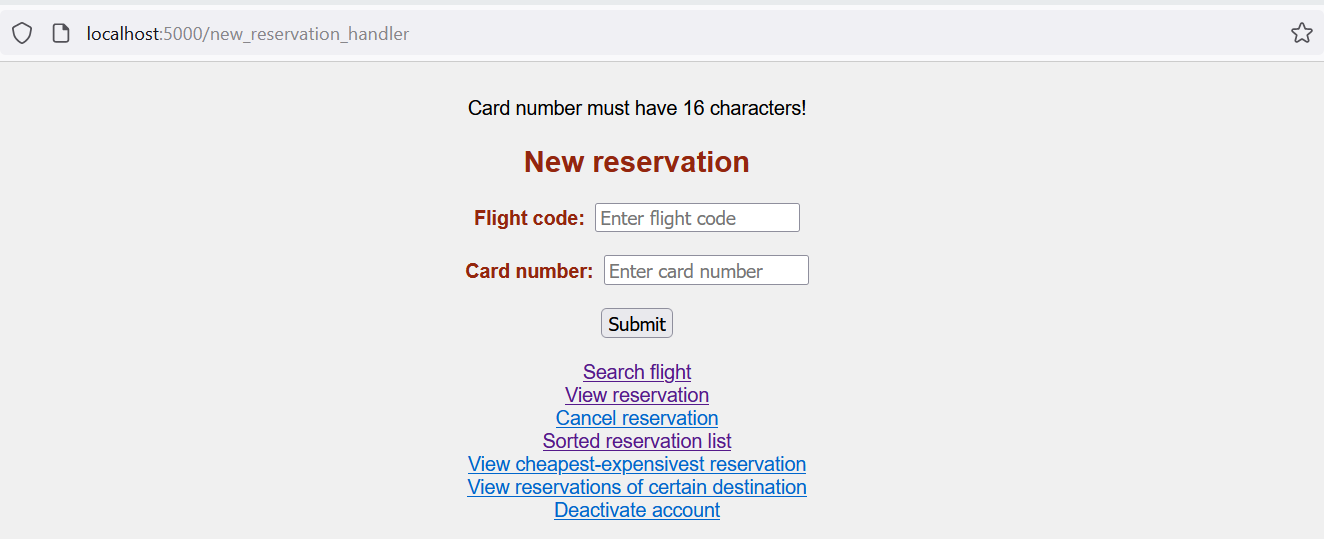 localhost:5000/new_reservation_handler
Card number must have 16 characters!
New reservation
Flight code: Enter flight code
Card number: Enter card number
Submit
Search flight
View reservation
Cancel reservation
Sorted reservation list
View cheapest-expensivest reservation
View reservations of certain destination
Deactivate account